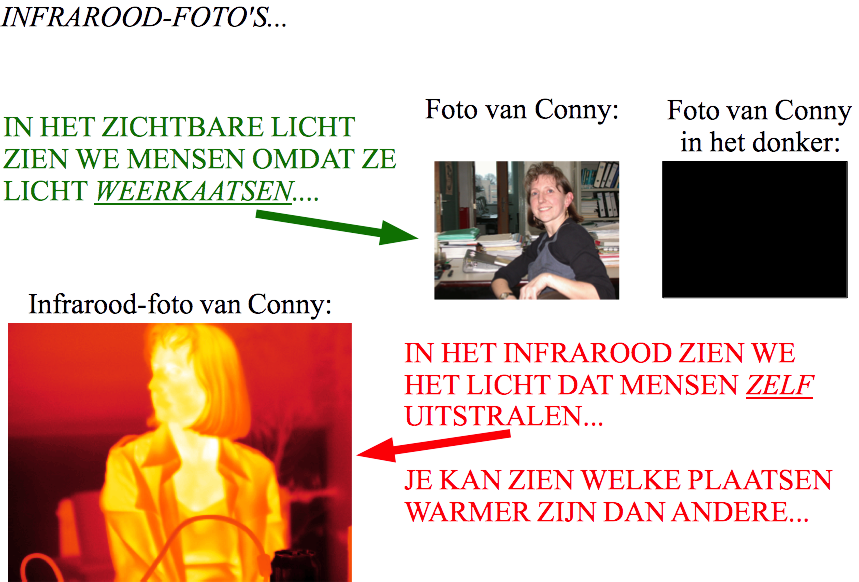 INFRAROOD-FOTO'S...
IN HET ZICHTBARE LICHT
ZIEN WE MENSEN OMDAT ZE
LICHT WEERKAATSEN....
Foto van Conny:
Foto van Conny
in het donker:
Infrarood-foto van Conny:
IN HET INFRAROOD ZIEN WE
HET LICHT DAT MENSEN ZELF
UITSTRALEN...
JE KAN ZIEN WELKE PLAATSEN
WARMER ZIJN DAN ANDERE...